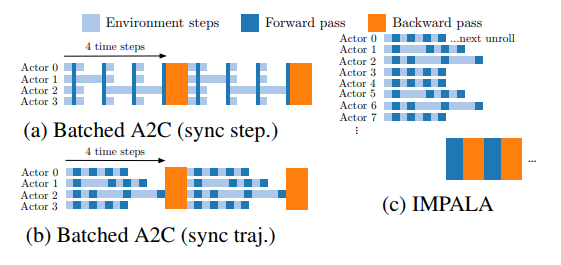 Environment steps Forward pass Backward pass
4 time steps
Actor 0
Actor 1
Actor 2
Actor 3
(a) Batched A2C (sync step.)
4 time steps
Actor 0
Actor 1
Actor 2
Actor 3
(b) Batched A2C (sync traj.)
Actor 0 ...next unroll
Actor 1
Actor 2
Actor 3
Actor 4
Actor 5
Actor 6
Actor 7
⋮
...
(c) IMPALA